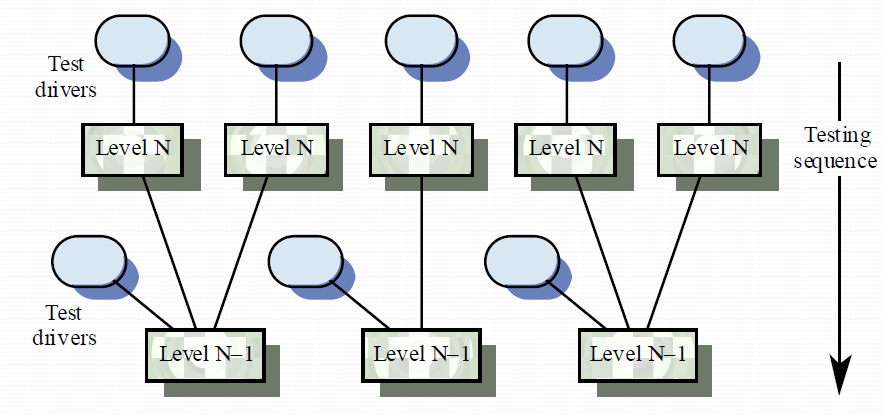 Test
drivers
Level N
Level N
Level N
Level N
Level N
Testing
sequence
Test
drivers
Level N–1
Level N–1
Level N–1